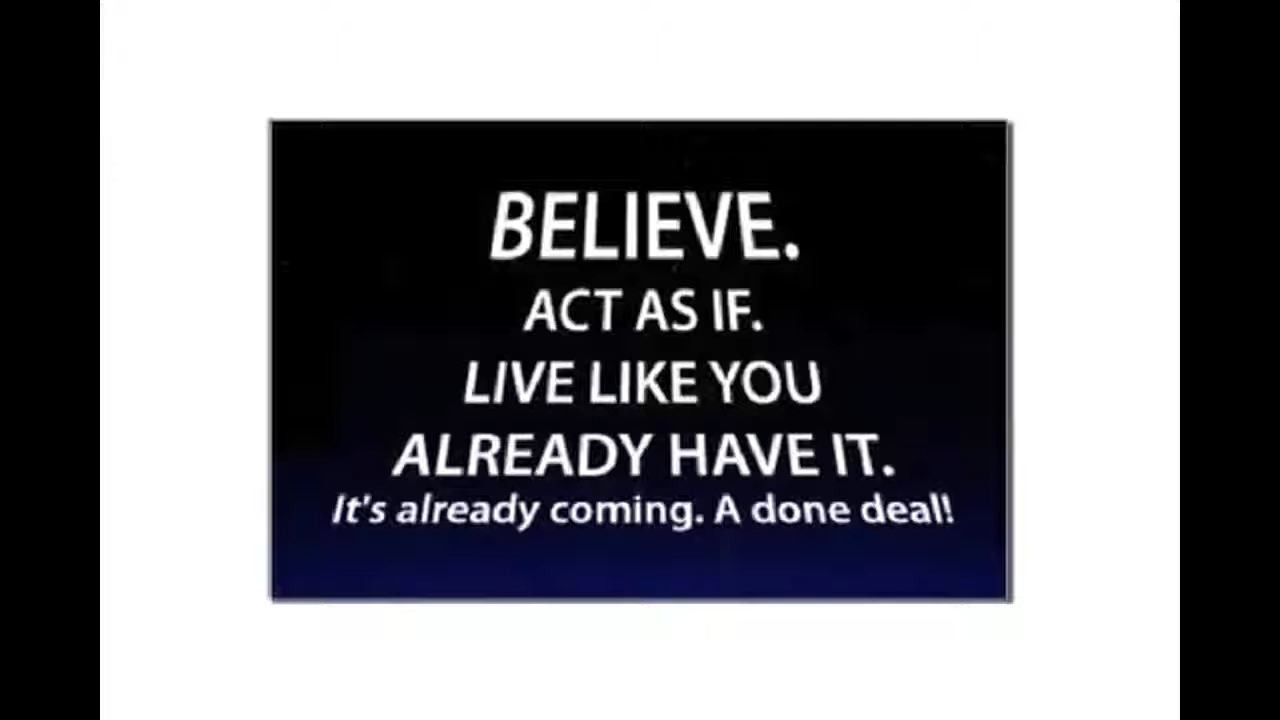 BELIEVE.
ACT AS IF.
LIVE LIKE YOU
ALREADY HAVE IT.
It's already coming. A done deal!